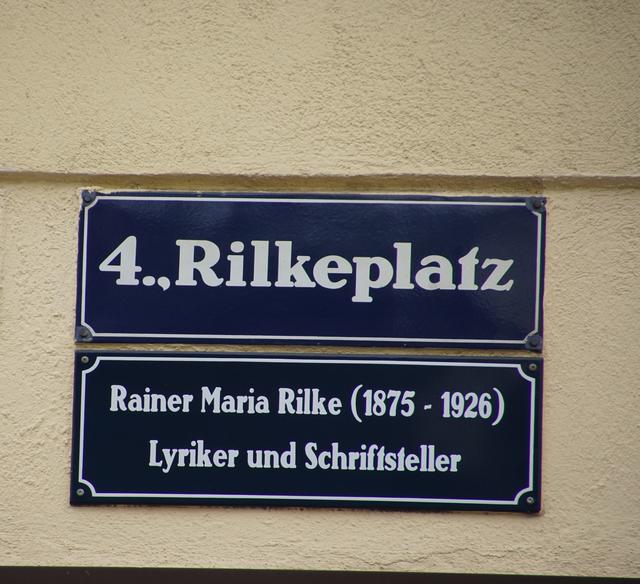 4.,Rilkeplatz
Rainer Maria Rilke (1875 - 1926)
Lyriker und Schriftsteller